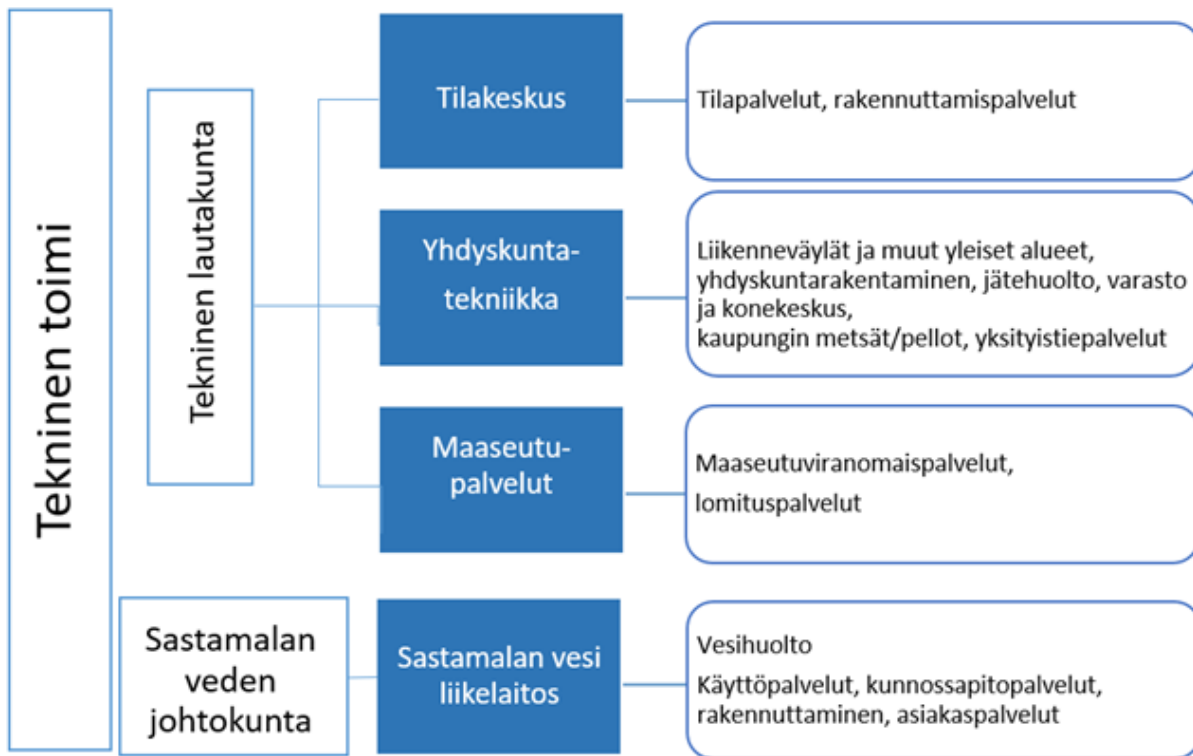 Tekninen toimi
Tekninen lautakunta
Tilakeskus
Tilapalvelut, rakennuttamispalvelut
Yhdyskunta-
tekniikka
Liikenneväylät ja muut yleiset alueet,
yhdyskuntarakentaminen, jätehuolto, varasto
ja konekeskus,
kaupungin metsät/pellot, yksityistiepalvelut
Maaseutu-
palvelut
Maaseutuviranomaispalvelut,
lomituspalvelut
Sastamalan
veden
johtokunta
Sastamalan vesi
liikelaitos
Vesihuolto
Käyttöpalvelut, kunnossapitopalvelut,
rakennuttaminen, asiakaspalvelut